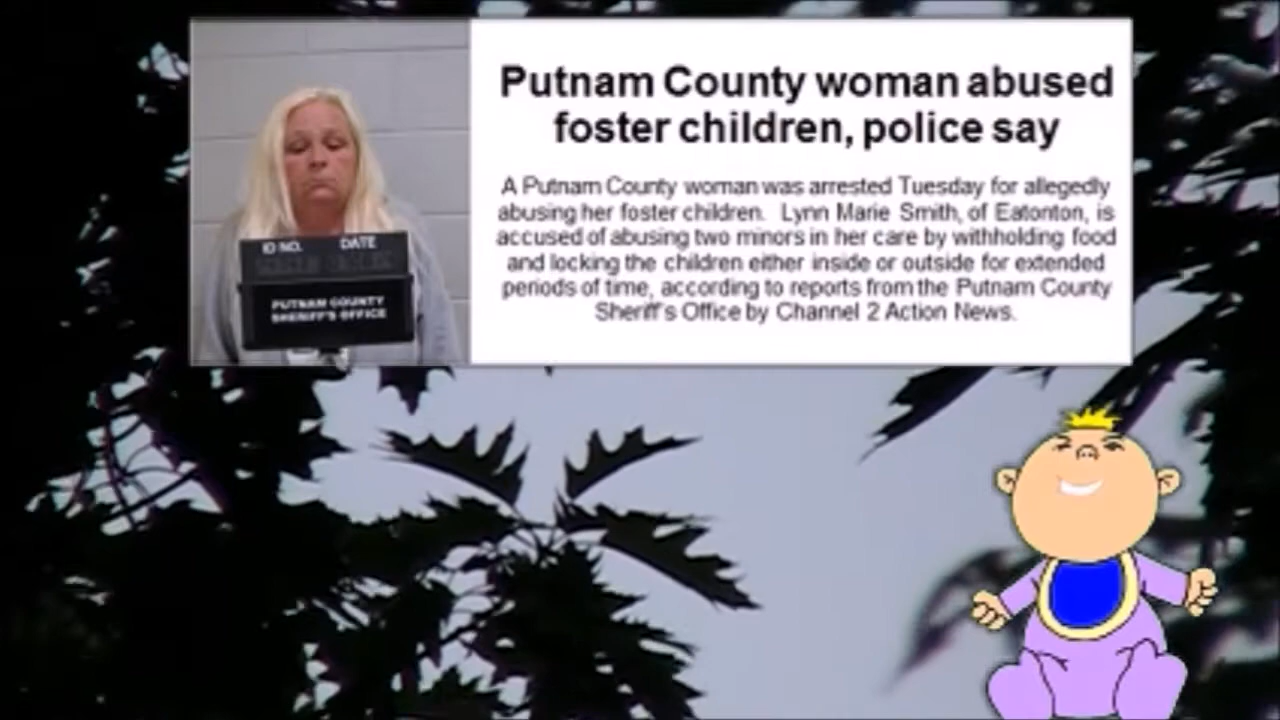 Putnam County woman abused
foster children, police say
A Putnam County woman was arrested Tuesday for allegedly
abusing her foster children. Lynn Marie Smith, of Eatonton, is
accused of abusing two minors in her care by withholding food
and locking the children either inside or outside for extended
periods of time, according to reports from the Putnam County
Sheriff's Office by Channel 2 Action News.
ID NO. DATE
PUTNAM COUNTY
SHERIFF'S OFFICE